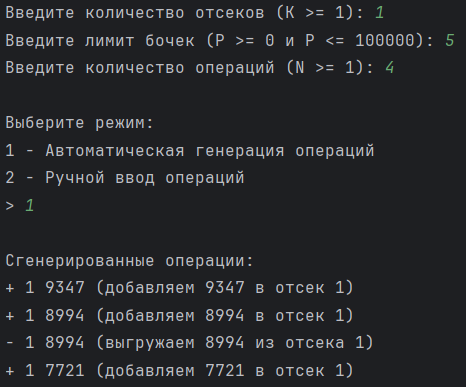 Введите количество отсеков (K >= 1): 1
Введите лимит бочек (P >= 0 и P <= 100000): 5
Введите количество операций (N >= 1): 4
Выберите режим:
1 - Автоматическая генерация операций
2 - Ручной ввод операций
> 1
Сгенерированные операции:
+ 1 9347 (добавляем 9347 в отсек 1)
+ 1 8994 (добавляем 8994 в отсек 1)
- 1 8994 (выгружаем 8994 из отсека 1)
+ 1 7721 (добавляем 7721 в отсек 1)